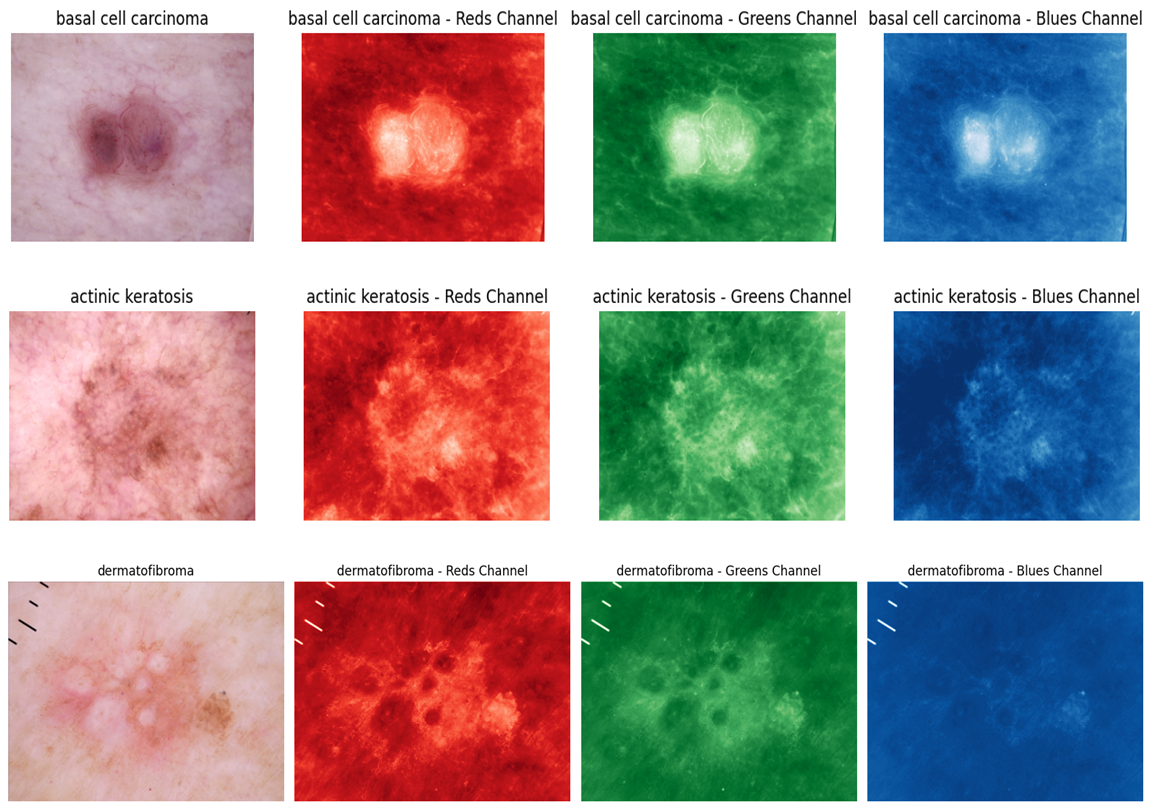 basal cell carcinoma
basal cell carcinoma - Reds Channel
basal cell carcinoma - Greens Channel
basal cell carcinoma - Blues Channel
actinic keratosis
actinic keratosis - Reds Channel
actinic keratosis - Greens Channel
actinic keratosis - Blues Channel
dermatofibroma
dermatofibroma - Reds Channel
dermatofibroma - Greens Channel
dermatofibroma - Blues Channel